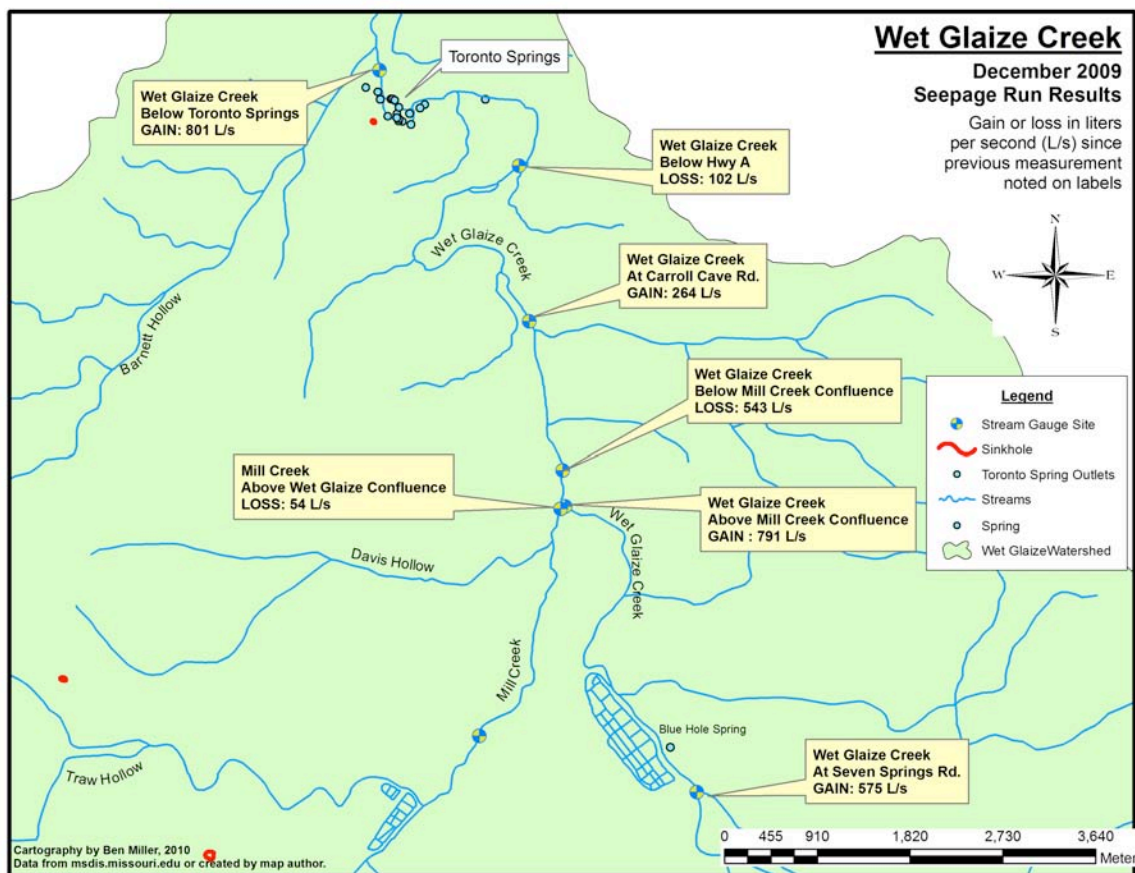 Wet Glaize Creek
December 2009
Seepage Run Results
Gain or loss in liters
per second (L/s) since
previous measurement
noted on labels
Toronto Springs
Wet Glaize Creek
Below Toronto Springs
GAIN: 801 L/s
Wet Glaize Creek
Below Hwy A
LOSS: 102 L/s
N
W
E
S
Wet Glaize Creek
Wet Glaize Creek
At Carroll Cave Rd.
GAIN: 264 L/s
Barnett Hollow
Wet Glaize Creek
Below Mill Creek Confluence
LOSS: 543 L/s
Legend
Stream Gauge Site
Sinkhole
Toronto Spring Outlets
Streams
Spring
Wet GlaizeWatershed
Mill Creek
Above Wet Glaize Confluence
LOSS: 54 L/s
Wet Glaize Creek
Above Mill Creek Confluence
GAIN : 791 L/s
Wet Glaize Creek
Davis Hollow
Mill Creek
Blue Hole Spring
Wet Glaize Creek
At Seven Springs Rd.
GAIN: 575 L/s
Traw Hollow
0 455 910 1,820 2,730 3,640
Meter
Cartography by Ben Miller, 2010
Data from msdis.missouri.edu or created by map author.